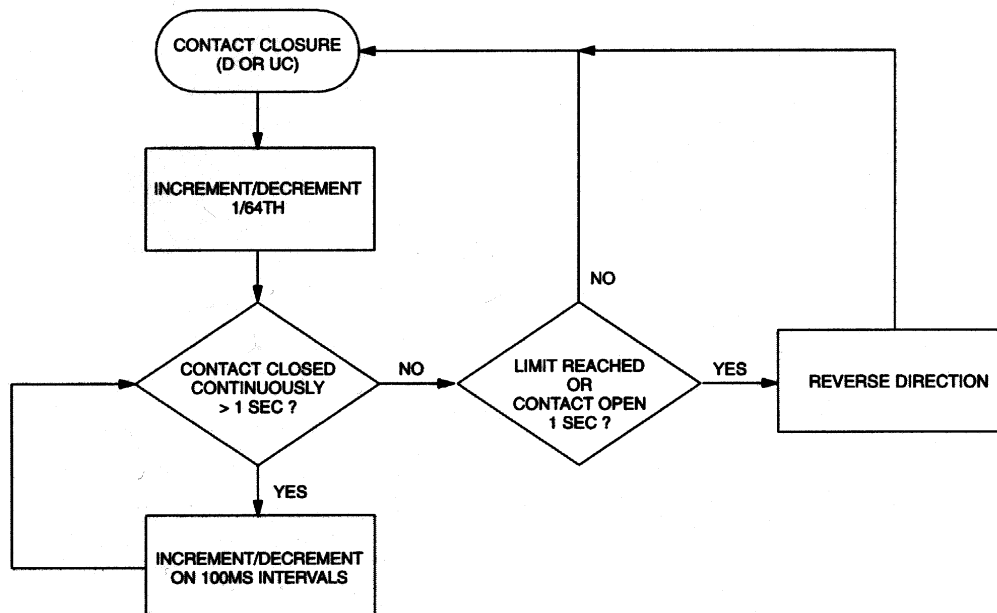 CONTACT CLOSURE
(D OR UC)
INCREMENT/DECREMENT
1/64TH
CONTACT CLOSED
CONTINUOUSLY
> 1 SEC ?
NO
YES
INCREMENT/DECREMENT
ON 100MS INTERVALS
LIMIT REACHED
OR
CONTACT OPEN
1 SEC ?
NO
YES
REVERSE DIRECTION